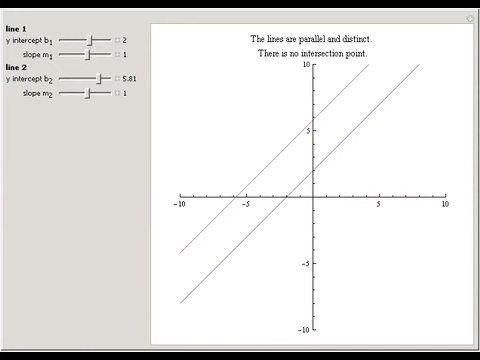 line 1
y intercept b1 2
slope m1 1
line 2
y intercept b2 5.81
slope m2 1
The lines are parallel and distinct.
There is no intersection point.
10
5
-10 -5 5 10
-5
-10